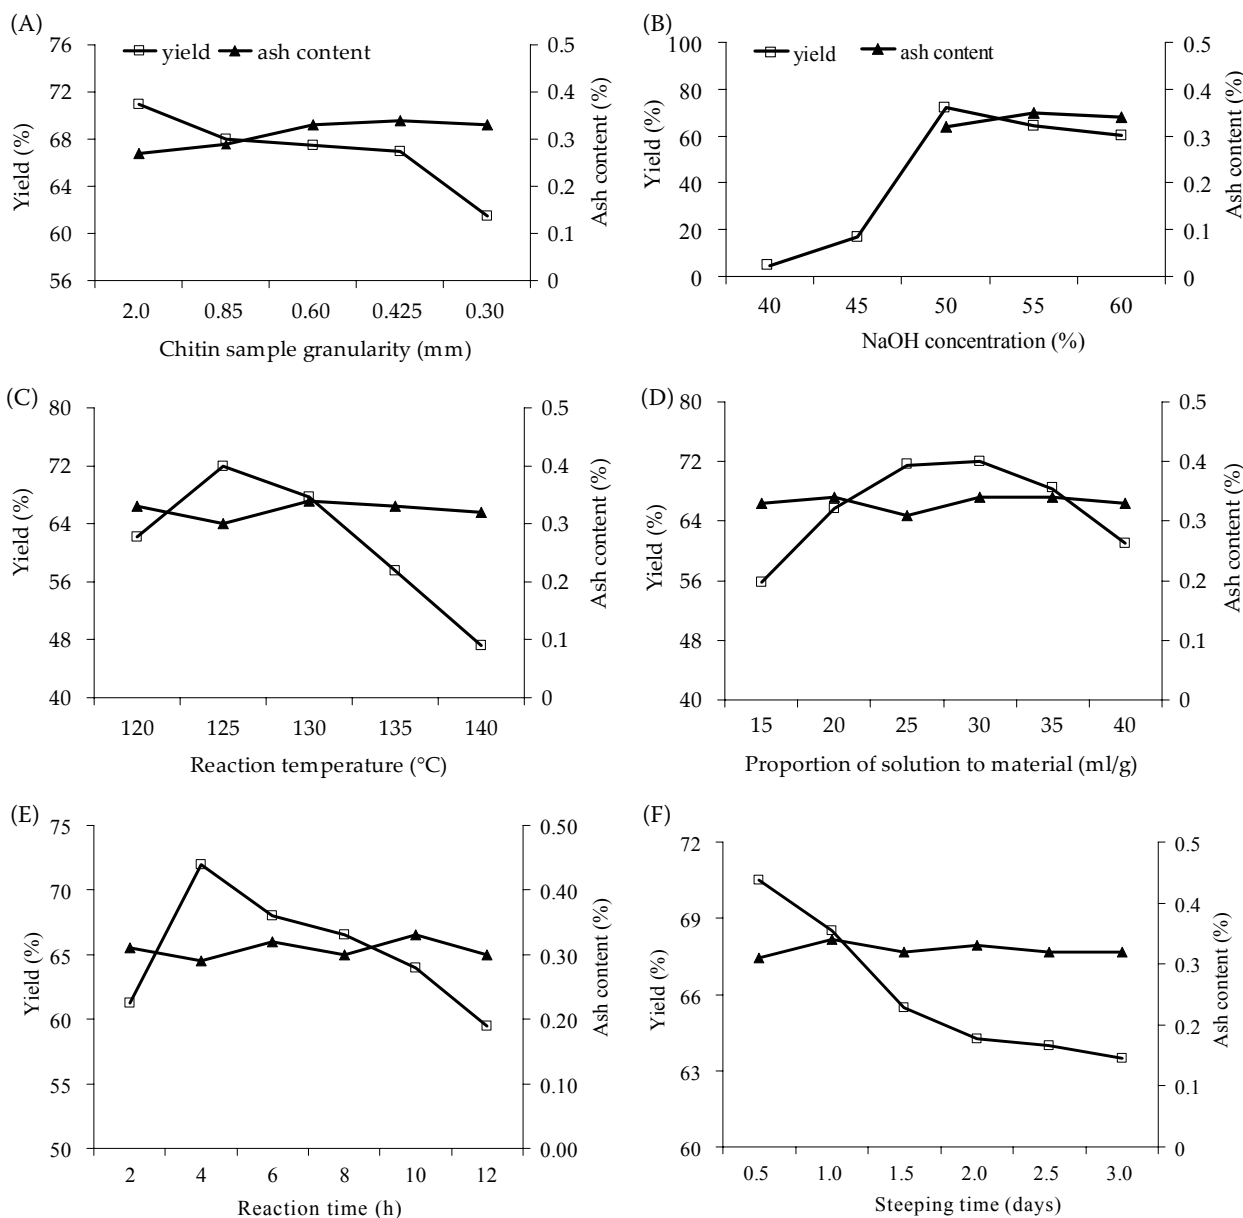 (A)
76
72
68
64
60
56
Yield (%)
yield
ash content
0.5
0.4
0.3
0.2
0.1
0
Ash content (%)
2.0 0.85 0.60 0.425 0.30
Chitin sample granularity (mm)
(B)
100
80
60
40
20
0
Yield (%)
yield
ash content
0.5
0.4
0.3
0.2
0.1
0
Ash content (%)
40 45 50 55 60
NaOH concentration (%)
(C)
80
72
64
56
48
40
Yield (%)
0.5
0.4
0.3
0.2
0.1
0
Ash content (%)
120 125 130 135 140
Reaction temperature (°C)
(D)
80
72
64
56
48
40
Yield (%)
0.5
0.4
0.3
0.2
0.1
0
Ash content (%)
15 20 25 30 35 40
Proportion of solution to material (ml/g)
(E)
75
70
65
60
55
50
Yield (%)
0.50
0.40
0.30
0.20
0.10
0.00
Ash content (%)
2 4 6 8 10 12
Reaction time (h)
(F)
72
69
66
63
60
Yield (%)
0.5
0.4
0.3
0.2
0.1
0
Ash content (%)
0.5 1.0 1.5 2.0 2.5 3.0
Steeping time (days)